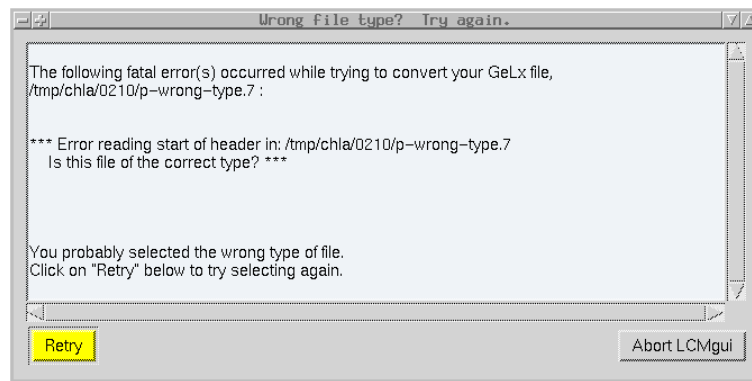 Wrong file type? Try again.
The following fatal error(s) occurred while trying to convert your GeLx file,
/tmp/chla/0210/p-wrong-type.7 :
*** Error reading start of header in: /tmp/chla/0210/p-wrong-type.7
Is this file of the correct type? ***
You probably selected the wrong type of file.
Click on "Retry" below to try selecting again.
Retry
Abort LCMgui